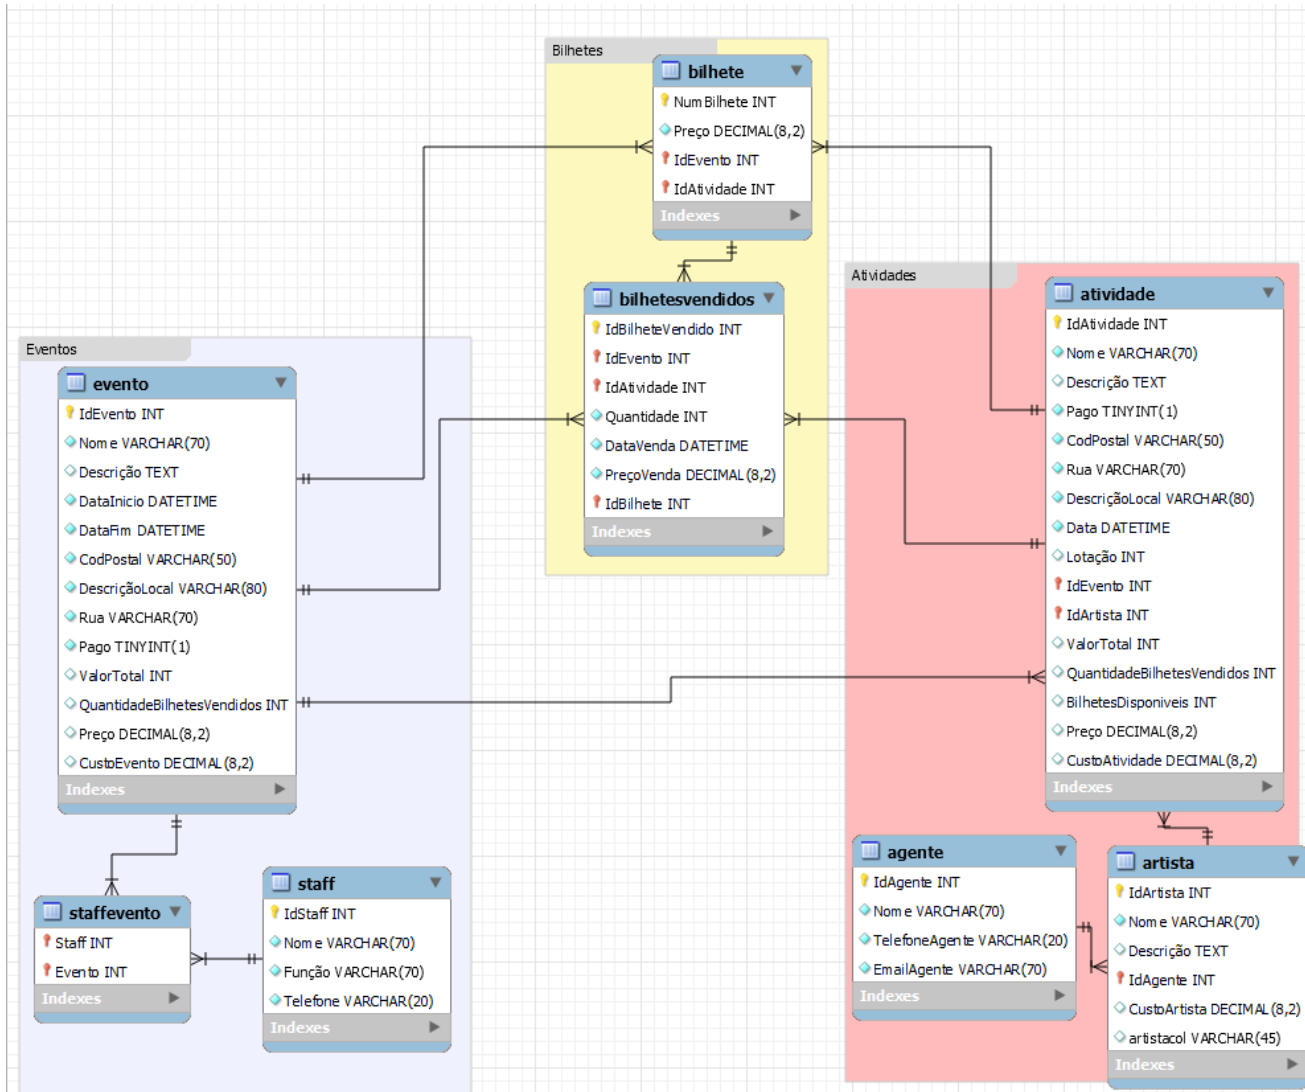 Bilhetes
bilhete
NumBilhete INT
Preço DECIMAL(8,2)
IdEvento INT
IdAtividade INT
Indexes
bilhetesvendidos
IdBilheteVendido INT
IdEvento INT
IdAtividade INT
Quantidade INT
DataVenda DATETIME
PreçoVenda DECIMAL(8,2)
IdBilhete INT
Indexes
Eventos
evento
IdEvento INT
Nome VARCHAR(70)
Descrição TEXT
DataInicio DATETIME
DataFim DATETIME
CodPostal VARCHAR(50)
DescriçãoLocal VARCHAR(80)
Rua VARCHAR(70)
Pago TINYINT(1)
ValorTotal INT
QuantidadeBilhetesVendidos INT
Preço DECIMAL(8,2)
CustoEvento DECIMAL(8,2)
Indexes
staffevento
Staff INT
Evento INT
Indexes
staff
IdStaff INT
Nome VARCHAR(70)
Função VARCHAR(70)
Telefone VARCHAR(20)
Indexes
Atividades
atividade
IdAtividade INT
Nome VARCHAR(70)
Descrição TEXT
Pago TINYINT(1)
CodPostal VARCHAR(50)
Rua VARCHAR(70)
DescriçãoLocal VARCHAR(80)
Data DATETIME
Lotação INT
IdEvento INT
IdArtista INT
ValorTotal INT
QuantidadeBilhetesVendidos INT
BilhetesDisponiveis INT
Preço DECIMAL(8,2)
CustoAtividade DECIMAL(8,2)
Indexes
agente
IdAgente INT
Nome VARCHAR(70)
TelefoneAgente VARCHAR(20)
EmailAgente VARCHAR(70)
Indexes
artista
IdArtista INT
Nome VARCHAR(70)
Descrição TEXT
IdAgente INT
CustoArtista DECIMAL(8,2)
artistacol VARCHAR(45)
Indexes